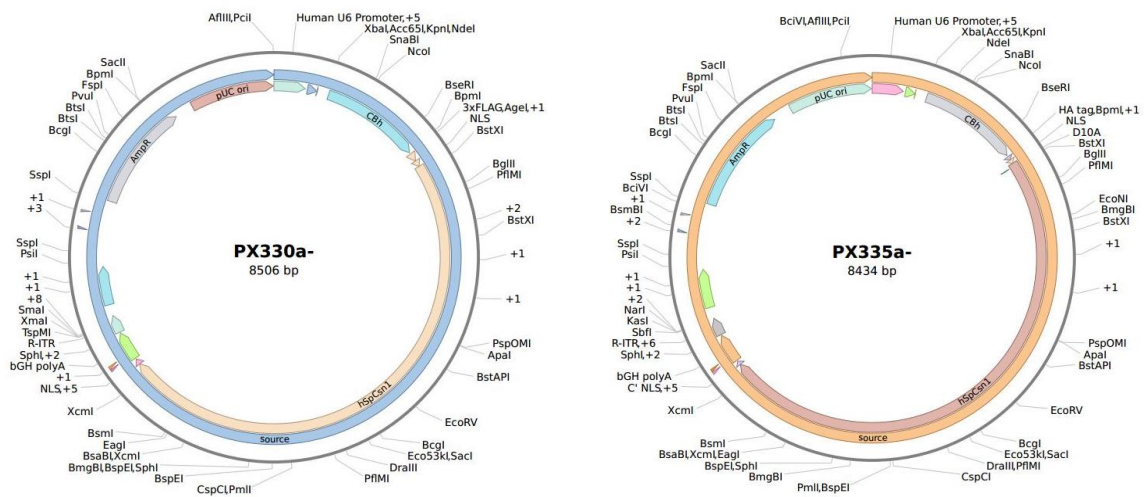 AflIII,PciI
Human U6 Promoter,+5
XbaI,Acc65I,KpnI,NdeI
SnaBI
NcoI
BseRI
BpmI
3xFLAG,AgeI,+1
NLS
BstXI
BglII
PflMI
+2
BstXI
+1
+1
PspOMI
ApaI
BstAPI
EcoRV
BcgI
Eco53kI,SacI
DraIII
PflMI
CspCI,PmlI
BspEI
BmgBI,BspEI,SphI
BsaBI,XcmI
EagI
BsmI
XcmI
NLS,+5
+1
bGH polyA
SphI,+2
R-ITR
TspMI
XmaI
SmaI
+8
+1
+1
PsiI
SspI
+3
+1
SspI
BcgI
BtsI
BtsI
PvuI
FspI
BpmI
SacII
pUC ori
CBh
AmpR
hSpCsn1
source
PX330a-
8506 bp
BciVI,AflIII,PciI
Human U6 Promoter,+5
XbaI,Acc65I,KpnI
NdeI
SnaBI
NcoI
BseRI
HA tag,BpmI,+1
NLS
D10A
BstXI
BglII
PflMI
EcoNI
BmgBI
BstXI
+1
+1
PspOMI
ApaI
BstAPI
EcoRV
BcgI
Eco53kI,SacI
DraIII,PflMI
CspCI
PmlI,BspEI
BmgBI
BspEI,SphI
BsaBI,XcmI,EagI
BsmI
XcmI
C' NLS,+5
bGH polyA
SphI,+2
R-ITR,+6
SbfI
KasI
NarI
+2
+1
+1
PsiI
SspI
+2
BsmBI
+1
BciVI
SspI
BcgI
BtsI
BtsI
PvuI
FspI
BpmI
SacII
pUC ori
CBh
AmpR
hSpCsn1
source
PX335a-
8434 bp